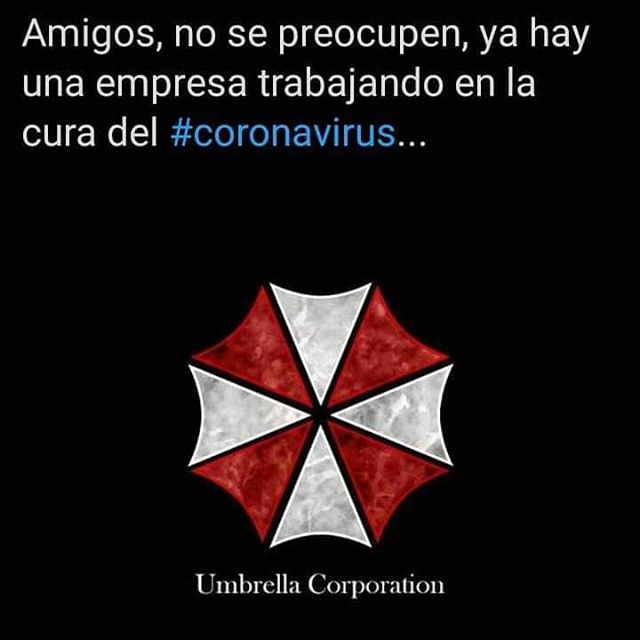 Amigos, no se preocupen, ya hay
una empresa trabajando en la
cura del #coronavirus...
Umbrella Corporation